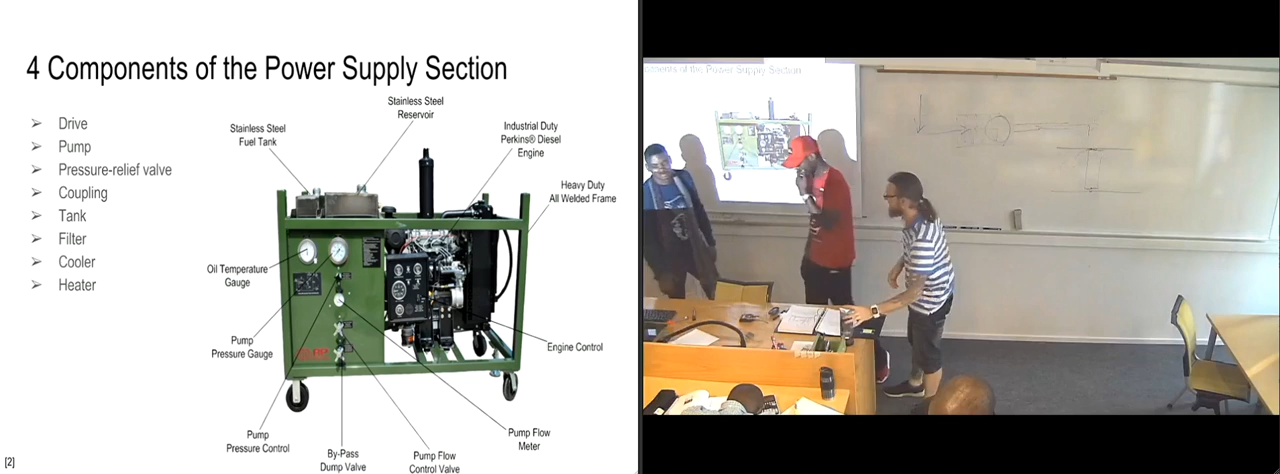 4 Components of the Power Supply Section
➢ Drive
➢ Pump
➢ Pressure-relief valve
➢ Coupling
➢ Tank
➢ Filter
➢ Cooler
➢ Heater
Stainless Steel
Reservoir
Stainless Steel
Fuel Tank
Industrial Duty
Perkins® Diesel
Engine
Heavy Duty
All Welded Frame
Oil Temperature
Gauge
Pump
Pressure Gauge
Engine Control
Pump
Pressure Control
By-Pass
Dump Valve
Pump Flow
Control Valve
Pump Flow
Meter
[2]
of the Power Supply Section